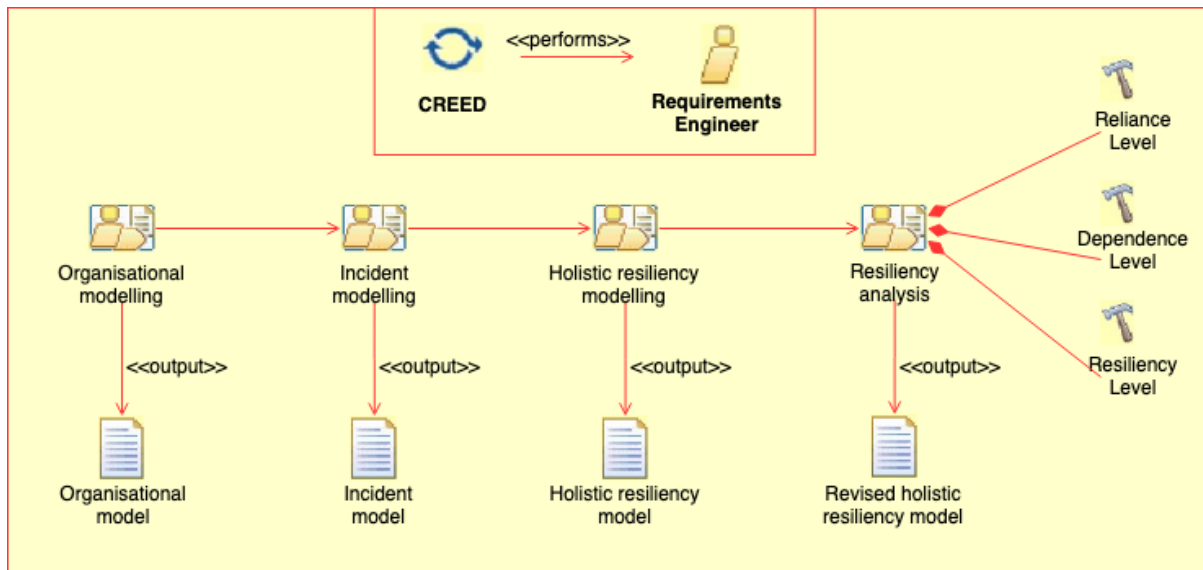 <<performs>>
CREED
Requirements
Engineer
Reliance
Level
Dependence
Level
Resiliency
Level
Organisational
modelling
Incident
modelling
Holistic resiliency
modelling
Resiliency
analysis
<<output>>
<<output>>
<<output>>
<<output>>
Organisational
model
Incident
model
Holistic resiliency
model
Revised holistic
resiliency model